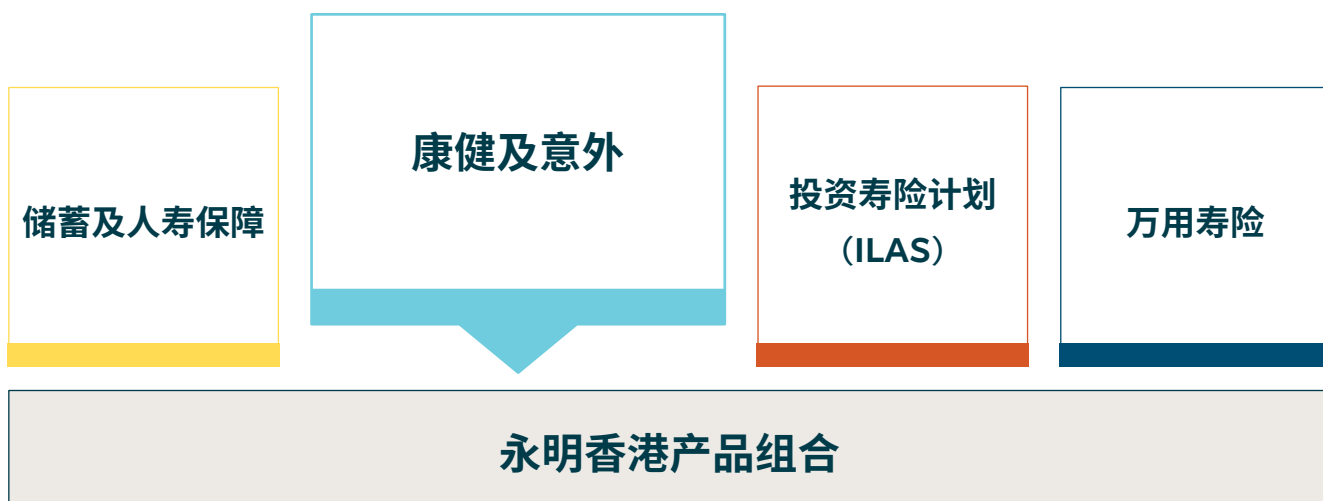 康健及意外
储蓄及人寿保障
投资寿险计划
（ILAS）
万用寿险
永明香港产品组合